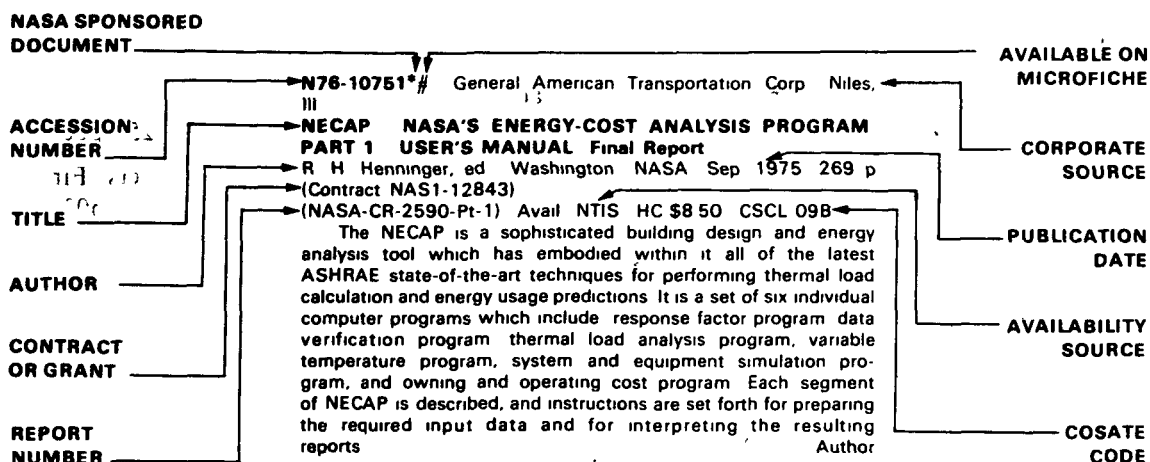 NASA SPONSORED
DOCUMENT
ACCESSION
NUMBER
TITLE
AUTHOR
CONTRACT
OR GRANT
REPORT
NUMBER
N76-10751*# General American Transportation Corp Niles,
Ill
NECAP NASA'S ENERGY-COST ANALYSIS PROGRAM
PART 1 USER'S MANUAL Final Report
R H Henninger, ed Washington NASA Sep 1975 269 p
(Contract NAS1-12843)
(NASA-CR-2590-Pt-1) Avail NTIS HC $8 50 CSCL 09B
The NECAP is a sophisticated building design and energy
analysis tool which has embodied within it all of the latest
ASHRAE state-of-the-art techniques for performing thermal load
calculation and energy usage predictions It is a set of six individual
computer programs which include response factor program data
verification program thermal load analysis program, variable
temperature program, system and equipment simulation pro-
gram, and owning and operating cost program Each segment
of NECAP is described, and instructions are set forth for preparing
the required input data and for interpreting the resulting
reports Author
AVAILABLE ON
MICROFICHE
CORPORATE
SOURCE
PUBLICATION
DATE
AVAILABILITY
SOURCE
COSATE
CODE